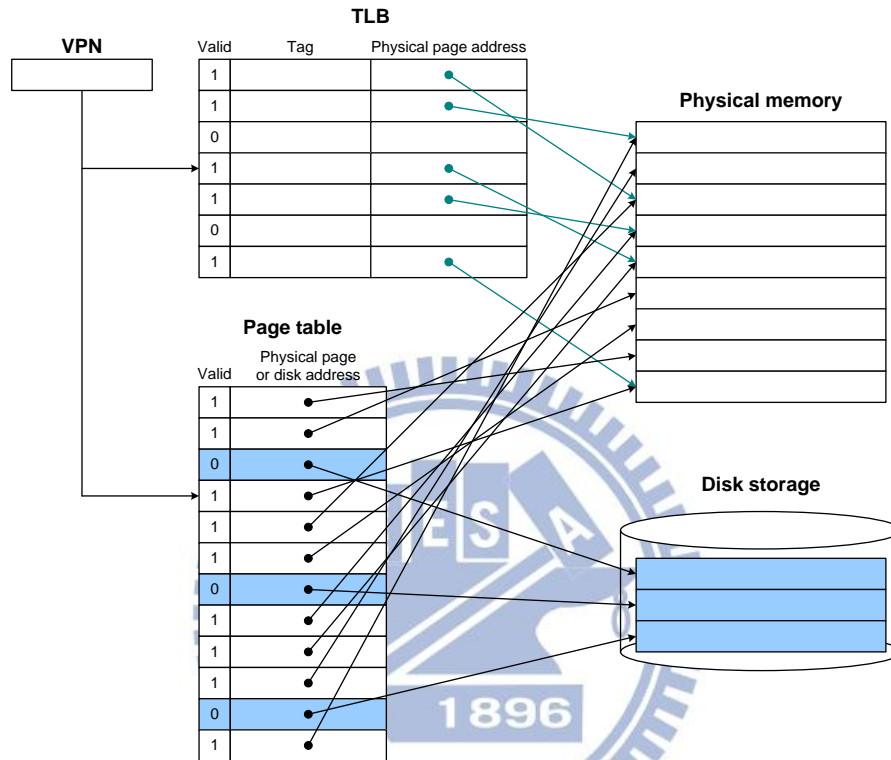 TLB
VPN
Valid Tag Physical page address
1
1
0
1
1
0
1
Physical memory
Page table
Valid Physical page
or disk address
1
1
0
1
1
1
0
1
1
1
0
1
Disk storage
E S A
1896